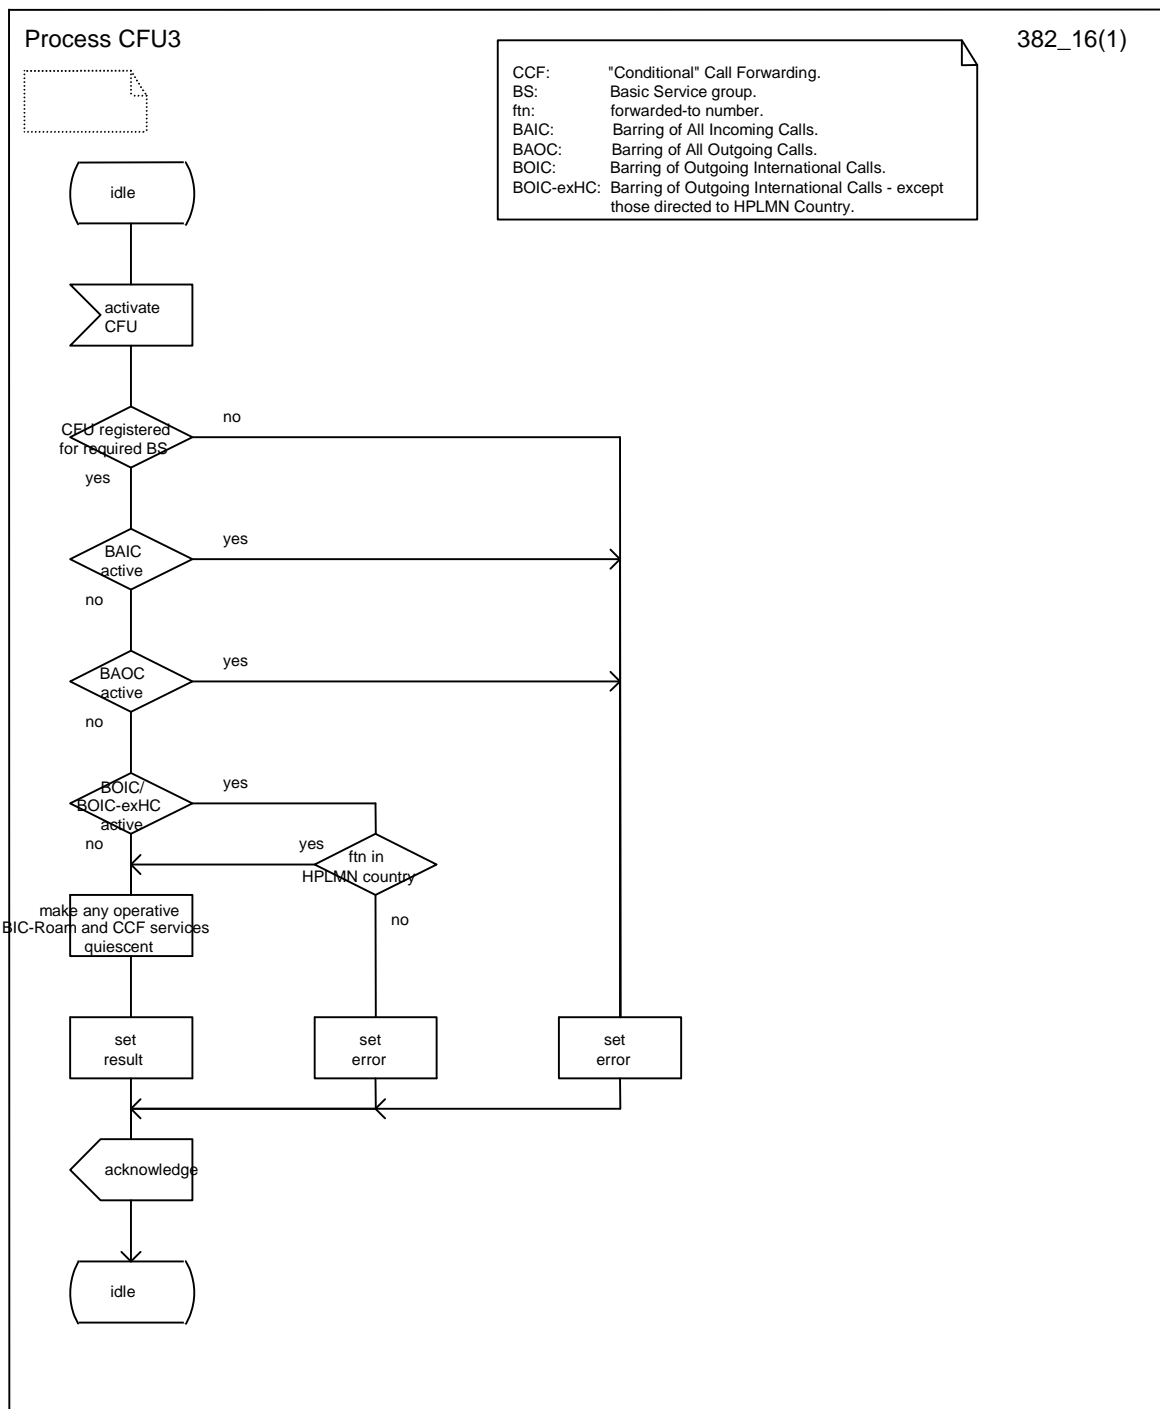 Process CFU3
382_16(1)
CCF: "Conditional" Call Forwarding.
BS: Basic Service group.
ftn: forwarded-to number.
BAIC: Barring of All Incoming Calls.
BAOC: Barring of All Outgoing Calls.
BOIC: Barring of Outgoing International Calls.
BOIC-exHC: Barring of Outgoing International Calls - except
those directed to HPLMN Country.
idle
activate
CFU
CFU registered
for required BS
no
yes
BAIC
active
yes
no
BAOC
active
yes
no
BOIC/
BOIC-exHC
active
yes
no
yes
ftn in
HPLMN country
no
make any operative
BIC-Roam and CCF services
quiescent
set
result
set
error
set
error
acknowledge
idle